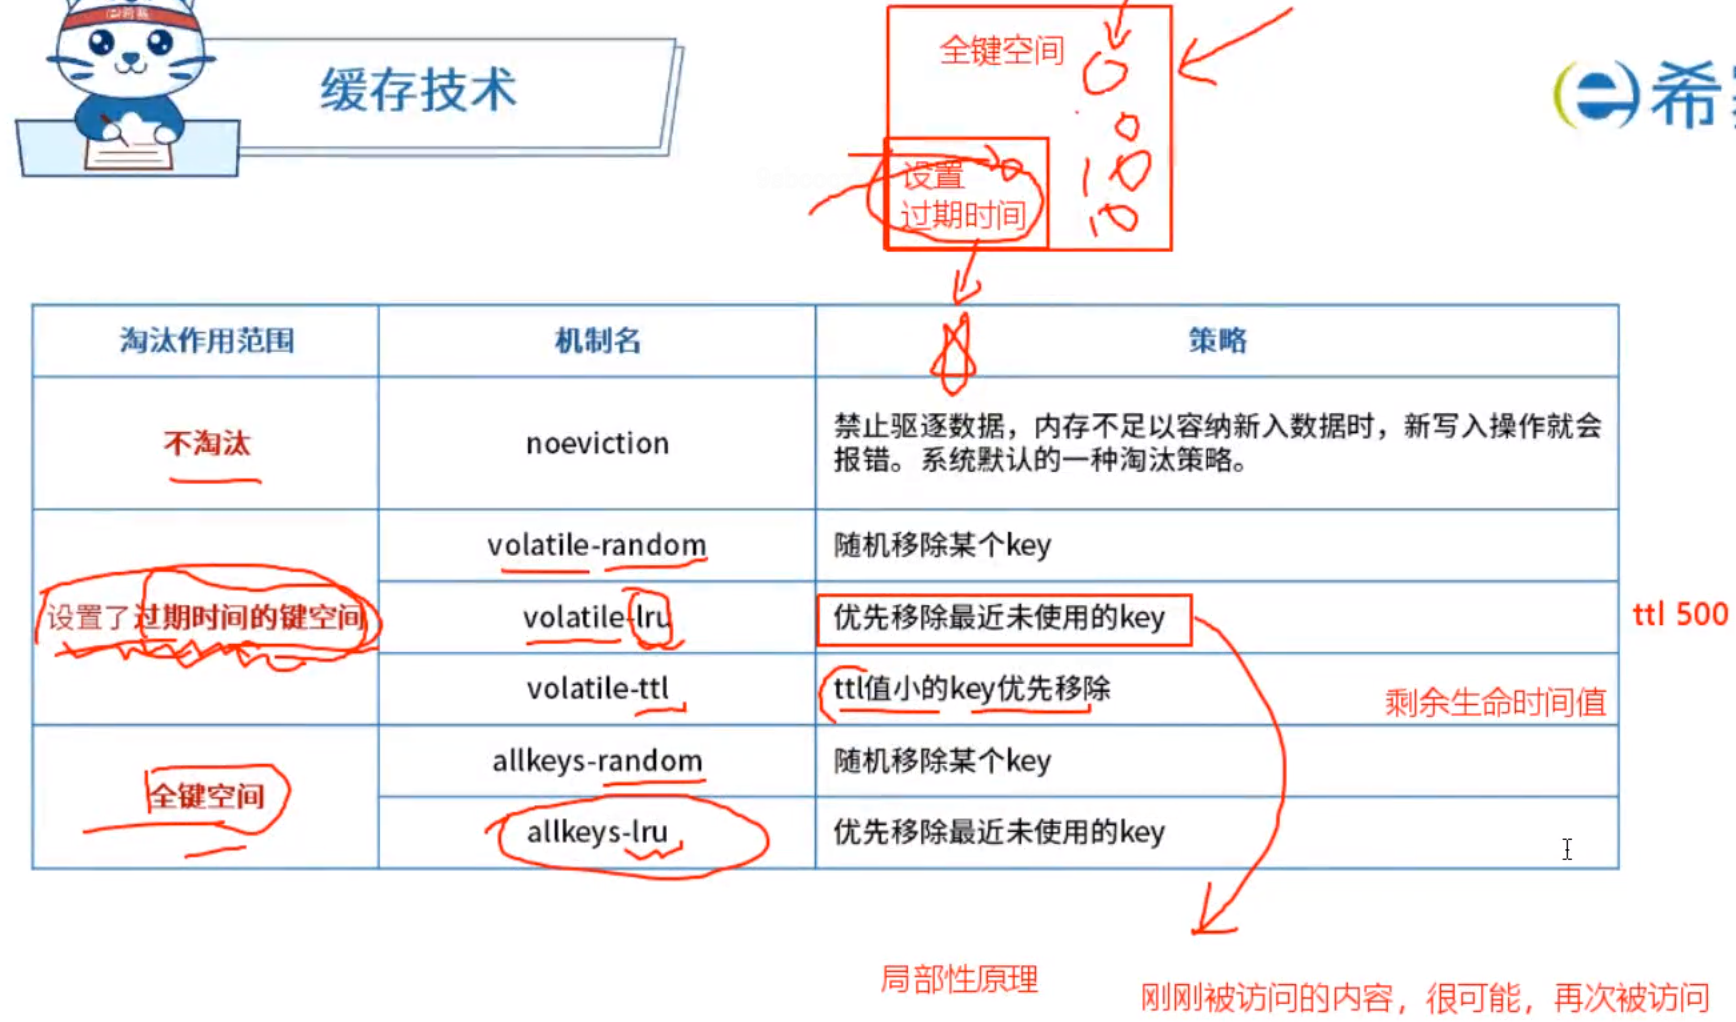 缓存技术
全键空间
设置
过期时间
希
淘汰作用范围
机制名
策略
不淘汰
noeviction
禁止驱逐数据，内存不足以容纳新入数据时，新写入操作就会
报错。系统默认的一种淘汰策略。
设置了过期时间的键空间
volatile-random
随机移除某个key
volatile-lru
优先移除最近未使用的key
ttl 500
volatile-ttl
ttl值小的key优先移除
剩余生命时间值
全键空间
allkeys-random
随机移除某个key
allkeys-lru
优先移除最近未使用的key
局部性原理
刚刚被访问的内容，很可能，再次被访问